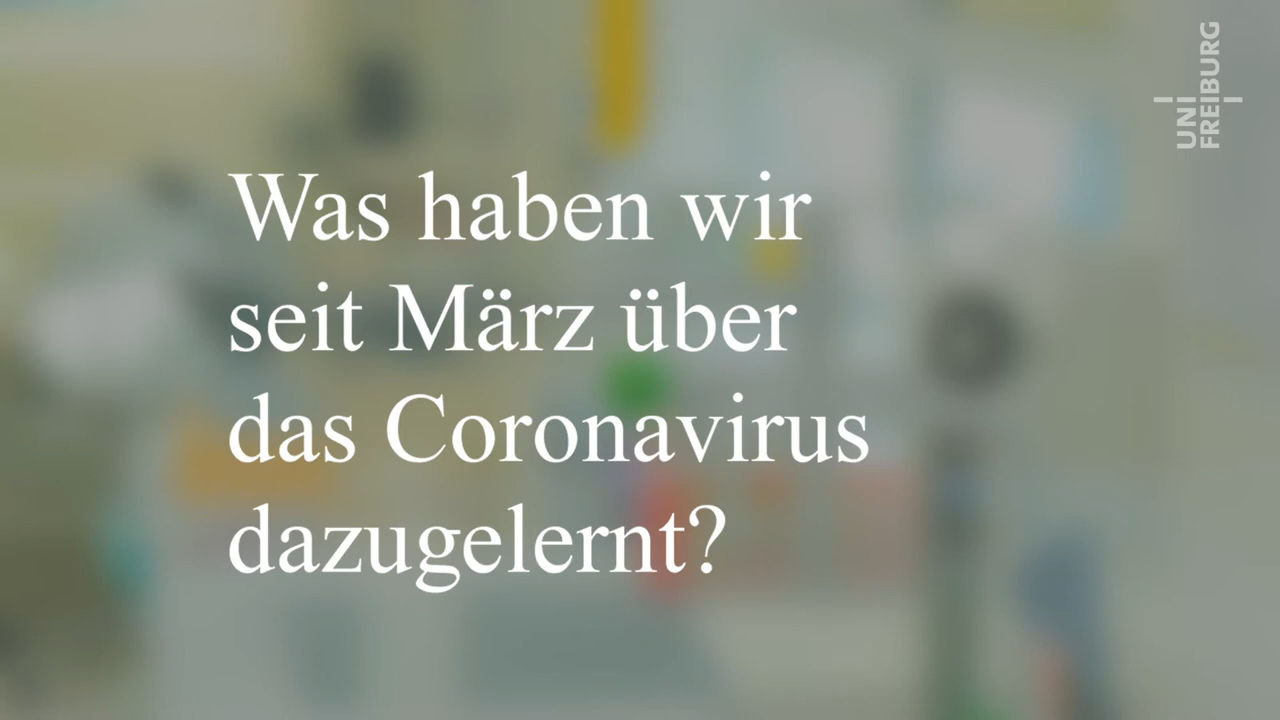 Was haben wir
seit März über
das Coronavirus
dazugelernt?
UNI
FREIBURG